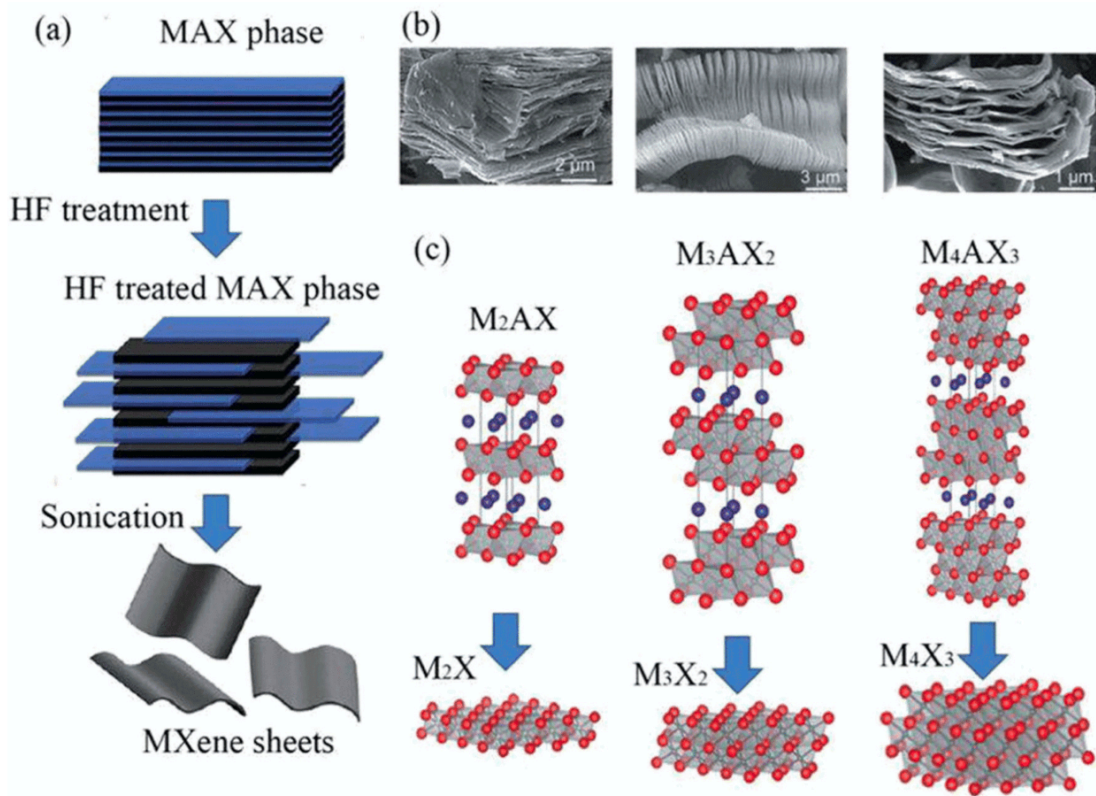 (a)
MAX phase
HF treatment
HF treated MAX phase
Sonication
MXene sheets
(b)
2 µm
3 µm
1 µm
(c)
M₂AX
M₃AX₂
M₄AX₃
M₂X
M₃X₂
M₄X₃